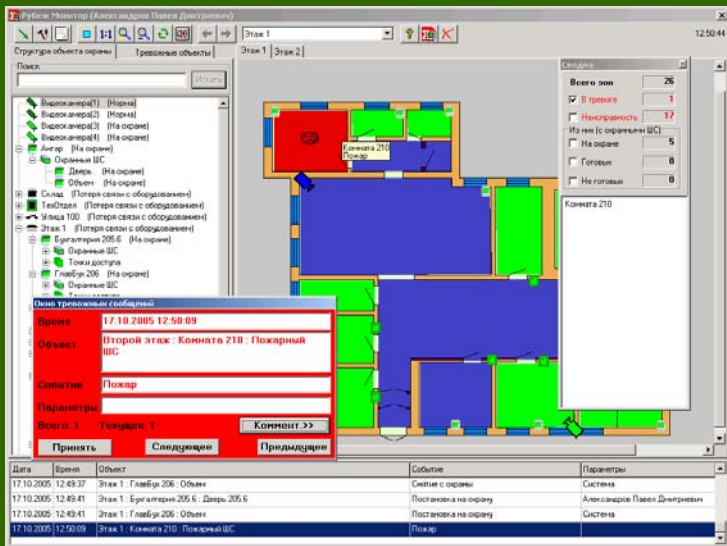 Рубеж Монитор (Александров Павел Дмитриевич)
1:1
Этаж 1
12:50:44
Структура объекта охраны
Тревожные объекты
Этаж 1
Этаж 2
Поиск
Искать
Видеокамера(1) (Норма)
Видеокамера(2) (Норма)
Видеокамера(3) (На охране)
Видеокамера(4) (На охране)
Ангар (На охране)
Охранные ШС
Дверь (На охране)
Объем (На охране)
Склад (Потеря связи с оборудованием)
ТехОтдел (Потеря связи с оборудованием)
Улица 100 (Потеря связи с оборудованием)
Этаж 1 (Потеря связи с оборудованием)
Бухгалтерия 205.6 (На охране)
Охранные ШС
Точки доступа
ГлавБух 206 (На охране)
Охранные ШС
Точки доступа
Комната 210
Пожар
Сводка
Всего зон 26
В тревоге 1
Неисправность 17
Из них (с охранными ШС)
На охране 5
Готовых 0
Не готовых 0
Комната 210
Окно тревожных сообщений
Время 17.10.2005 12:50:09
Объект Второй этаж : Комната 210 : Пожарный
ШС
Событие Пожар
Параметры
Всего: 1 Текущее: 1 Коммент.>>
Принять Следующее Предыдущее
Дата Время Объект Событие Параметры
17.10.2005 12:49:37 Этаж 1 : ГлавБух 206 : Объем Снятие с охраны Система
17.10.2005 12:49:41 Этаж 1 : Бухгалтерия 205.6 : Дверь 205.6 Постановка на охрану Александров Павел Дмитриевич
17.10.2005 12:49:41 Этаж 1 : ГлавБух 206 : Объем Постановка на охрану Система
17.10.2005 12:50:09 Этаж 1 : Комната 210 : Пожарный ШС Пожар